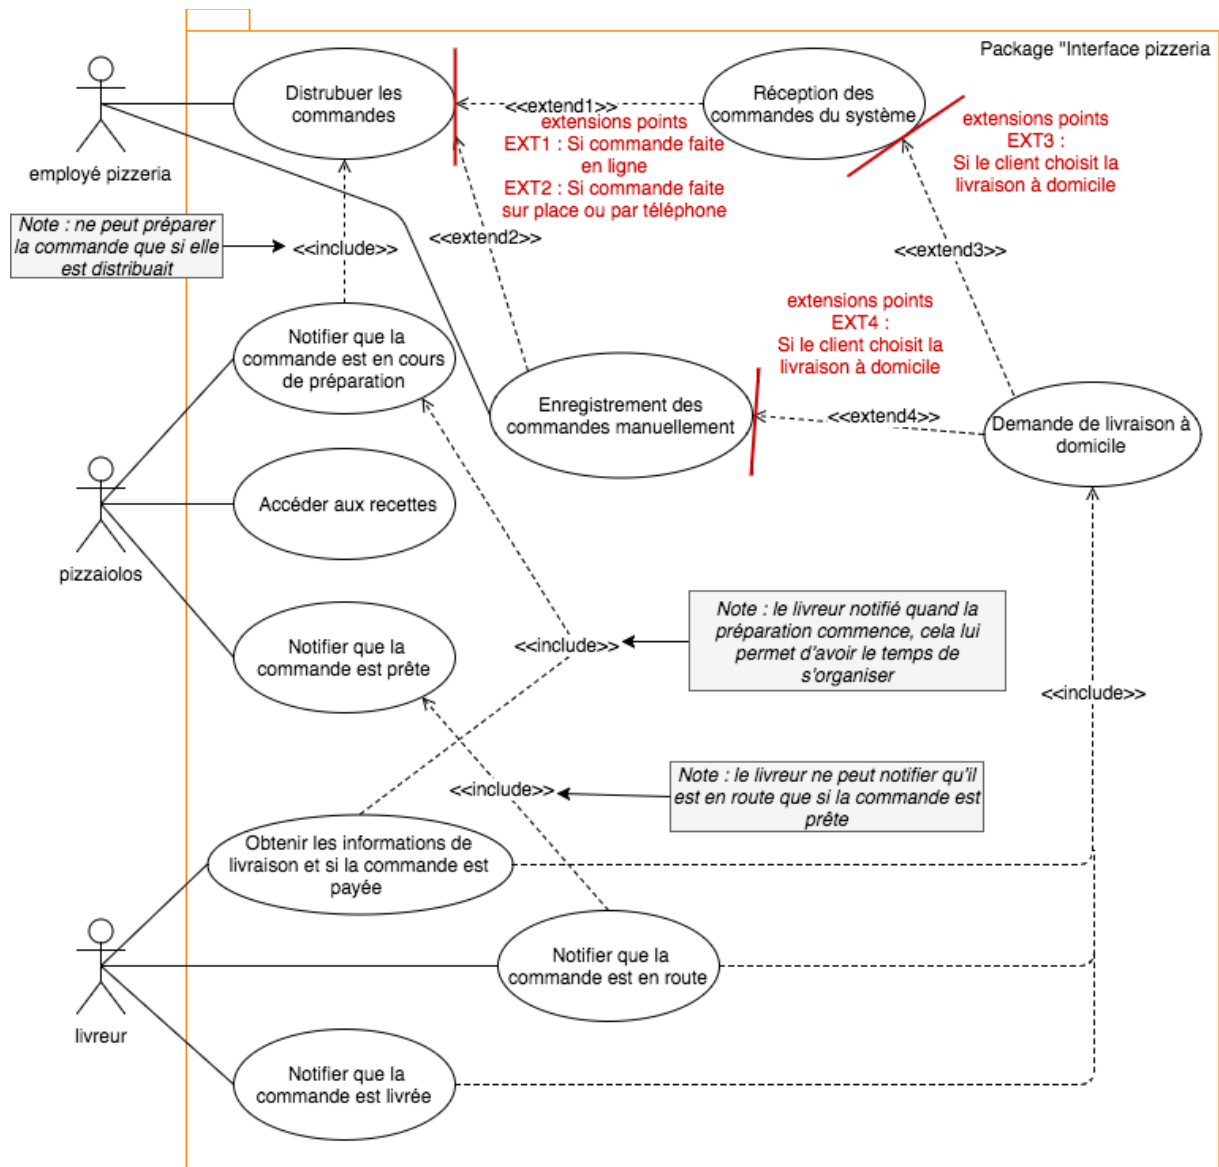 Package "Interface pizzeria
Distrubuer les
commandes
<<extend1>>
Réception des
commandes du système
extensions points
EXT1 : Si commande faite
en ligne
EXT2 : Si commande faite
sur place ou par téléphone
extensions points
EXT3 :
Si le client choisit la
livraison à domicile
employé pizzeria
Note : ne peut préparer
la commande que si elle
est distribuait
<<include>>
<<extend2>>
<<extend3>>
extensions points
EXT4 :
Si le client choisit la
livraison à domicile
Notifier que la
commande est en cours
de préparation
Enregistrement des
commandes manuellement
<<extend4>>
Demande de livraison à
domicile
Accéder aux recettes
pizzaiolos
Notifier que la
commande est prête
<<include>>
Note : le livreur notifié quand la
préparation commence, cela lui
permet d'avoir le temps de
s'organiser
<<include>>
<<include>>
Note : le livreur ne peut notifier qu'il
est en route que si la commande est
prête
Obtenir les informations de
livraison et si la commande est
payée
Notifier que la
commande est en route
livreur
Notifier que la
commande est livrée